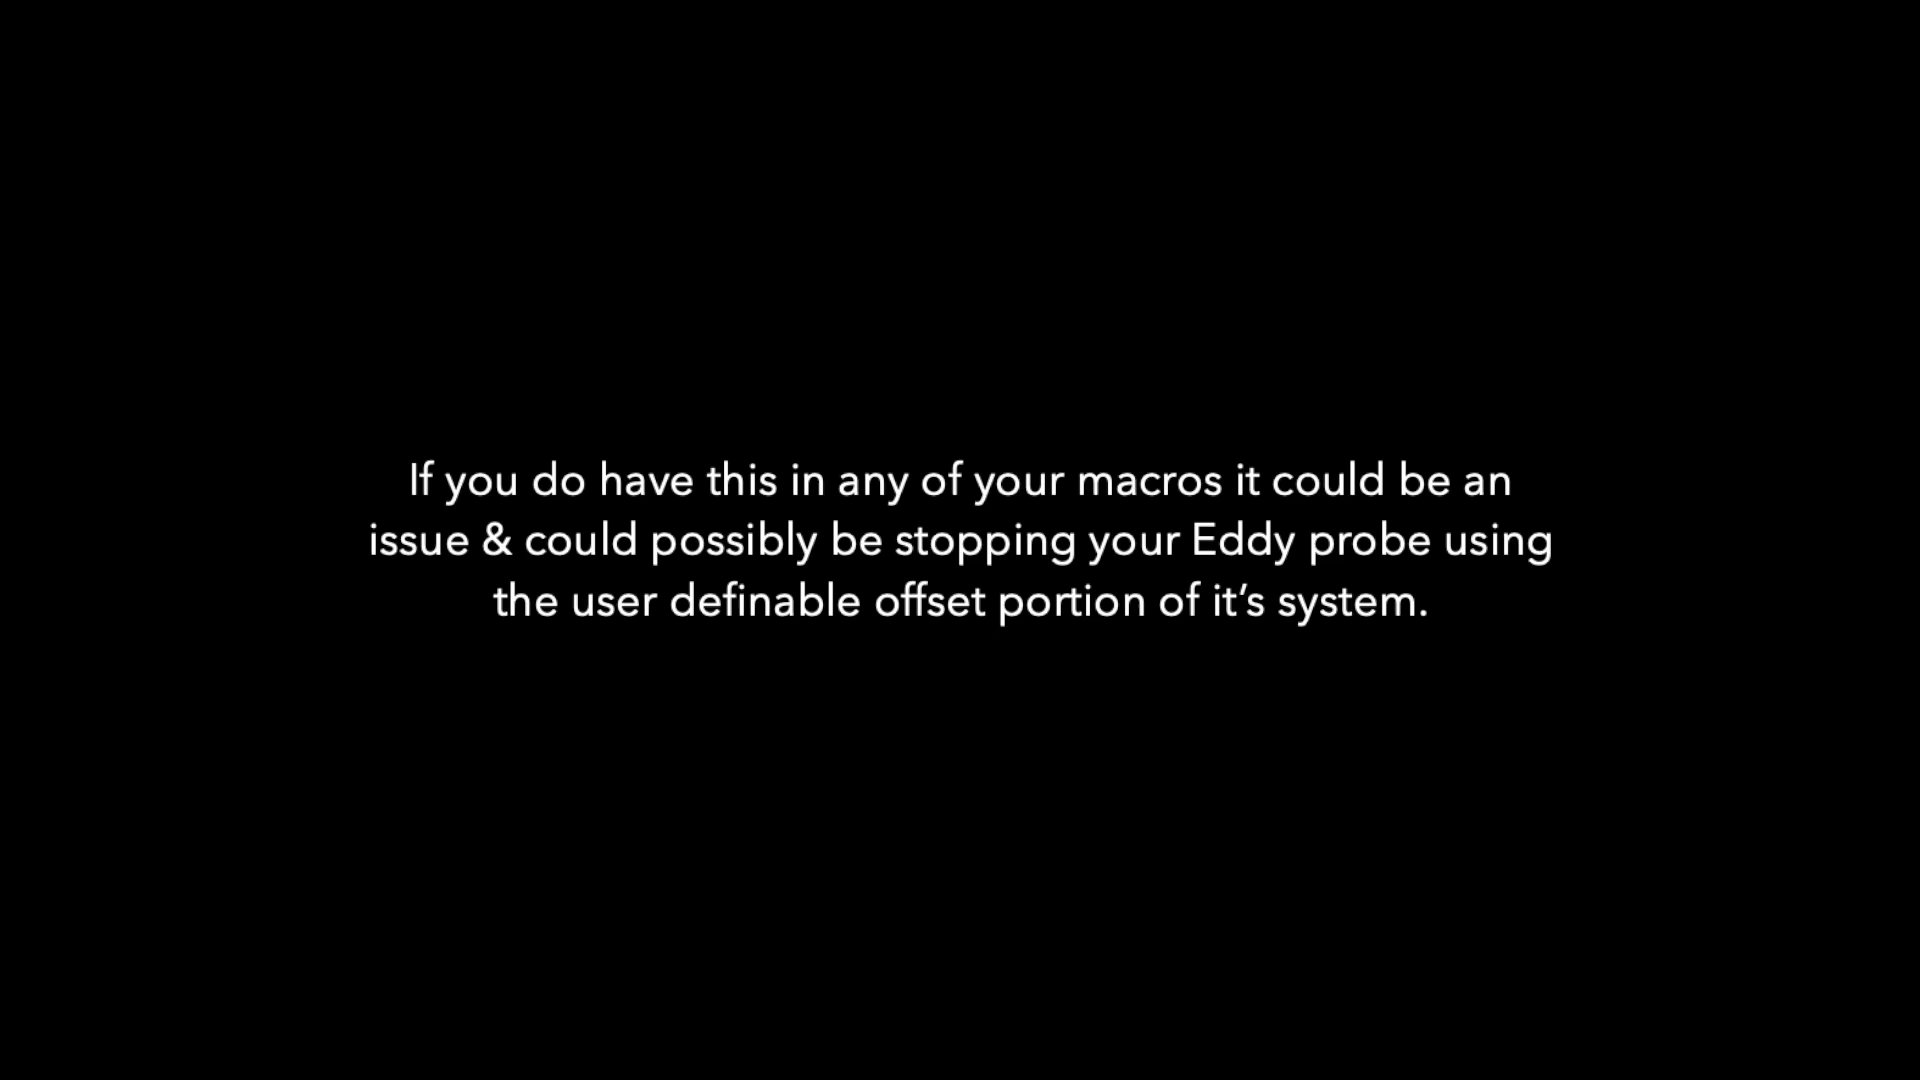 If you do have this in any of your macros it could be an
issue & could possibly be stopping your Eddy probe using
the user definable offset portion of it’s system.